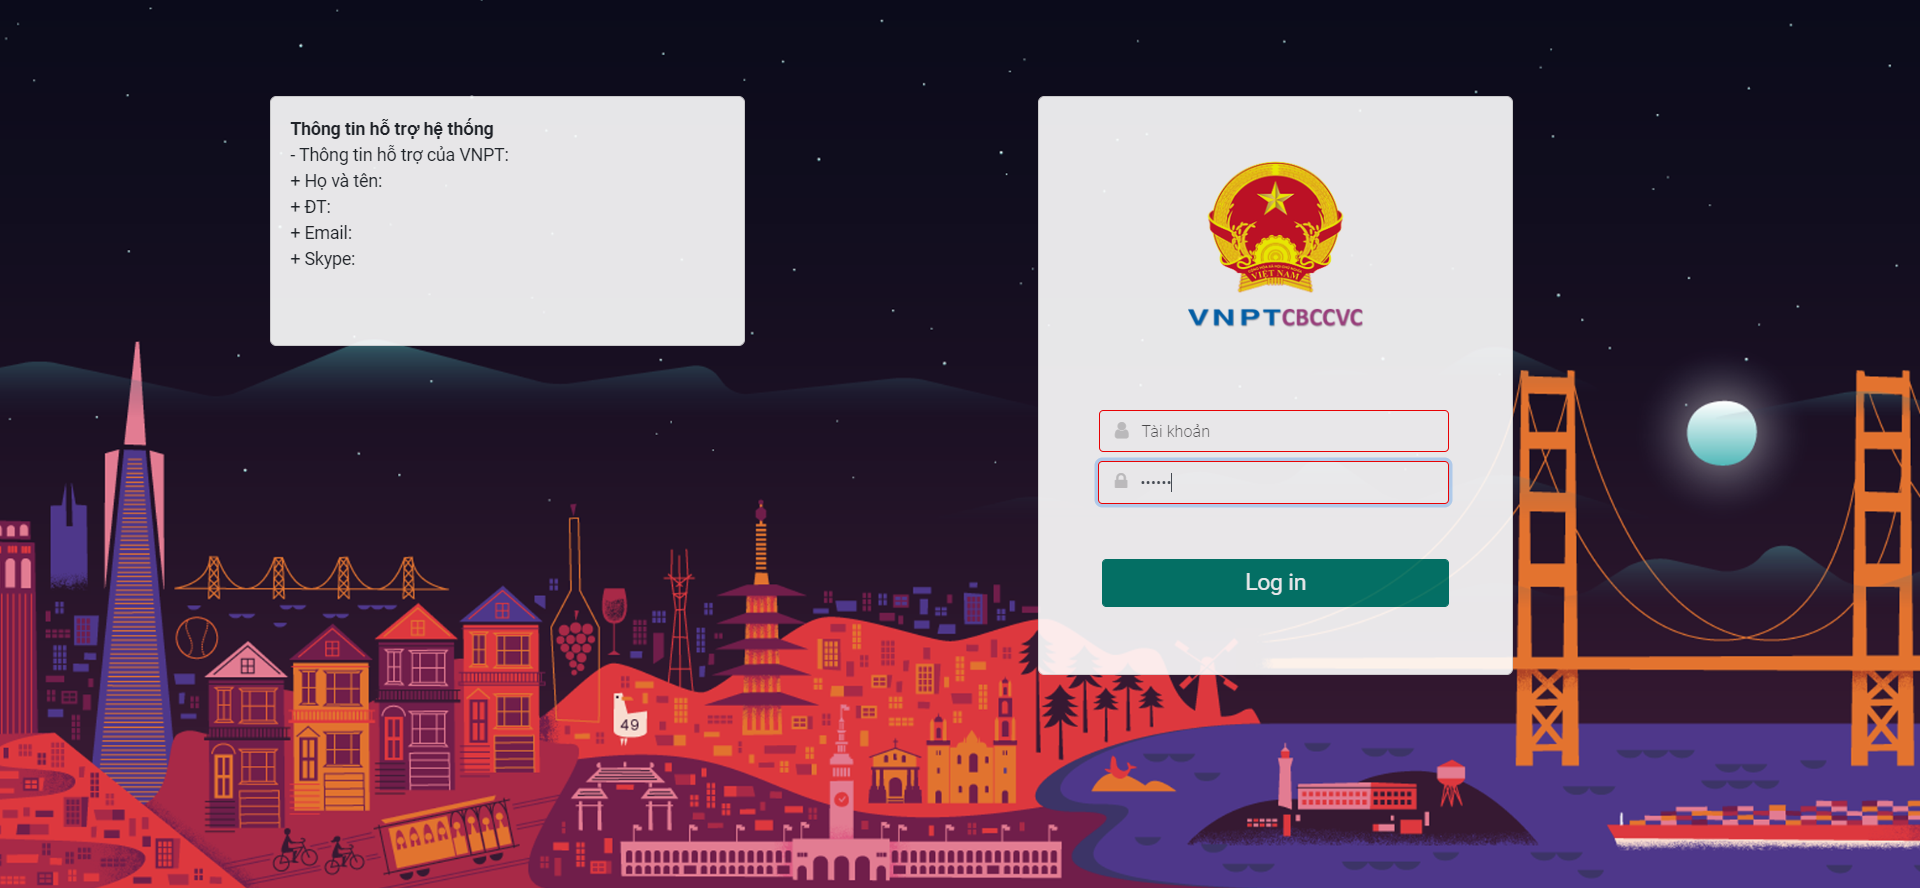 Thông tin hỗ trợ hệ thống
- Thông tin hỗ trợ của VNPT:
+ Họ và tên:
+ ĐT:
+ Email:
+ Skype:
VIỆT NAM
VNPTCBCCVC
Tài khoản
••••••
Log in
49